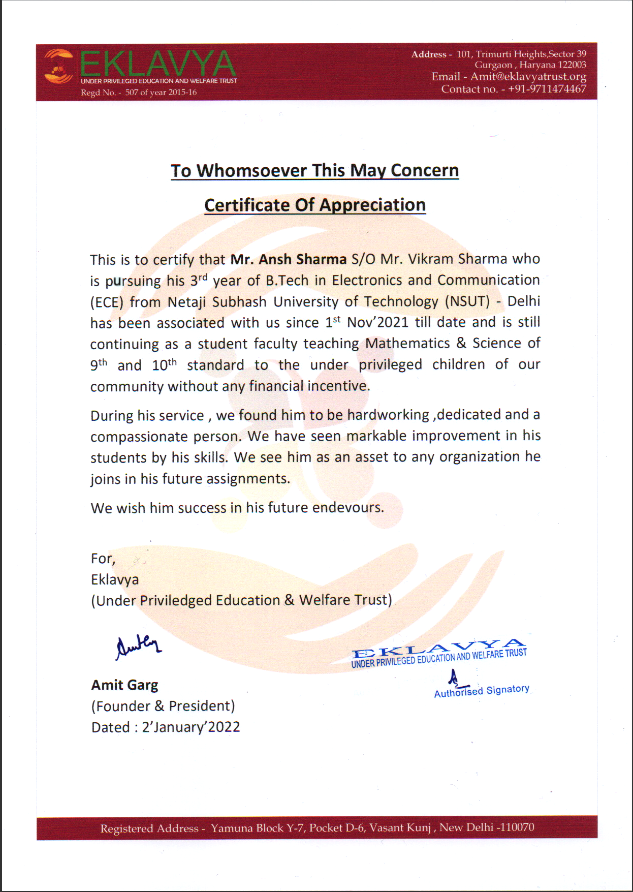 EKLAVYA
UNDER PRIVILEGED EDUCATION AND WELFARE TRUST
Regd No. - 507 of year 2015-16
Address - 101, Trimurti Heights,Sector 39
Gurgaon , Haryana 122003
Email - Amit@eklavyatrust.org
Contact no. - +91-9711474467
To Whomsoever This May Concern
Certificate Of Appreciation
This is to certify that Mr. Ansh Sharma S/O Mr. Vikram Sharma who
is pursuing his 3rd year of B.Tech in Electronics and Communication
(ECE) from Netaji Subhash University of Technology (NSUT) - Delhi
has been associated with us since 1st Nov'2021 till date and is still
continuing as a student faculty teaching Mathematics & Science of
9th and 10th standard to the under privileged children of our
community without any financial incentive.
During his service , we found him to be hardworking ,dedicated and a
compassionate person. We have seen markable improvement in his
students by his skills. We see him as an asset to any organization he
joins in his future assignments.
We wish him success in his future endevours.
For,
Eklavya
(Under Priviledged Education & Welfare Trust)
EKLAVYA
UNDER PRIVILEGED EDUCATION AND WELFARE TRUST
Authorised Signatory
Amit Garg
(Founder & President)
Dated : 2'January'2022
Registered Address - Yamuna Block Y-7, Pocket D-6, Vasant Kunj , New Delhi -110070